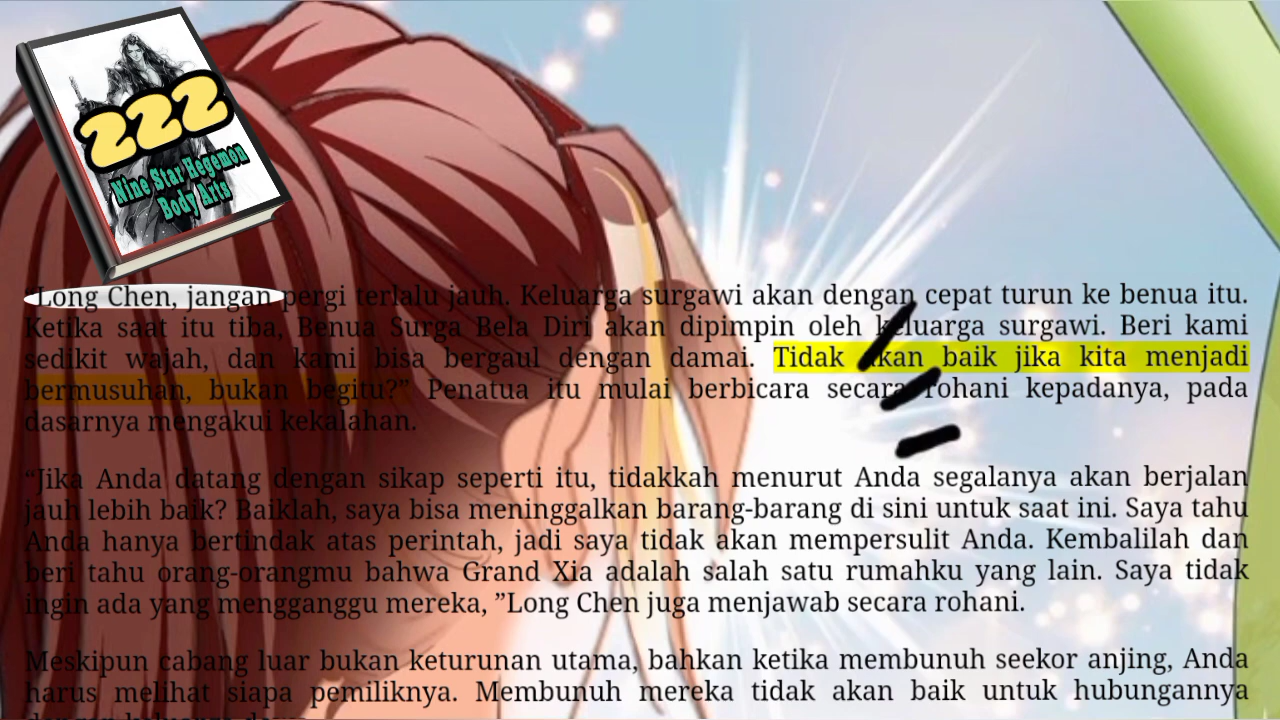 222
Nine Star Hegemon
Body Arts
“Long Chen, jangan pergi terlalu jauh. Keluarga surgawi akan dengan cepat turun ke benua itu.
Ketika saat itu tiba, Benua Surga Bela Diri akan dipimpin oleh keluarga surgawi. Beri kami
sedikit wajah, dan kami bisa bergaul dengan damai. Tidak akan baik jika kita menjadi
bermusuhan, bukan begitu?” Penatua itu mulai berbicara secara rohani kepadanya, pada
dasarnya mengakui kekalahan.
“Jika Anda datang dengan sikap seperti itu, tidakkah menurut Anda segalanya akan berjalan
jauh lebih baik? Baiklah, saya bisa meninggalkan barang-barang di sini untuk saat ini. Saya tahu
Anda hanya bertindak atas perintah, jadi saya tidak akan mempersulit Anda. Kembalilah dan
beri tahu orang-orangmu bahwa Grand Xia adalah salah satu rumahku yang lain. Saya tidak
ingin ada yang mengganggu mereka, ”Long Chen juga menjawab secara rohani.
Meskipun cabang luar bukan keturunan utama, bahkan ketika membunuh seekor anjing, Anda
harus melihat siapa pemiliknya. Membunuh mereka tidak akan baik untuk hubungannya